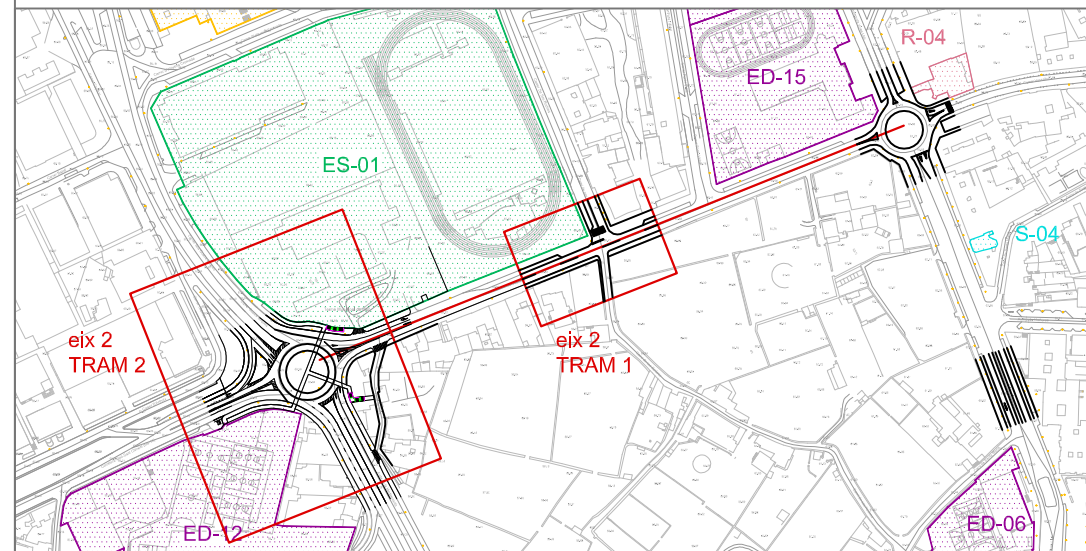 R-04
ED-15
ES-01
S-04
eix 2
TRAM 2
eix 2
TRAM 1
ED-12
ED-06